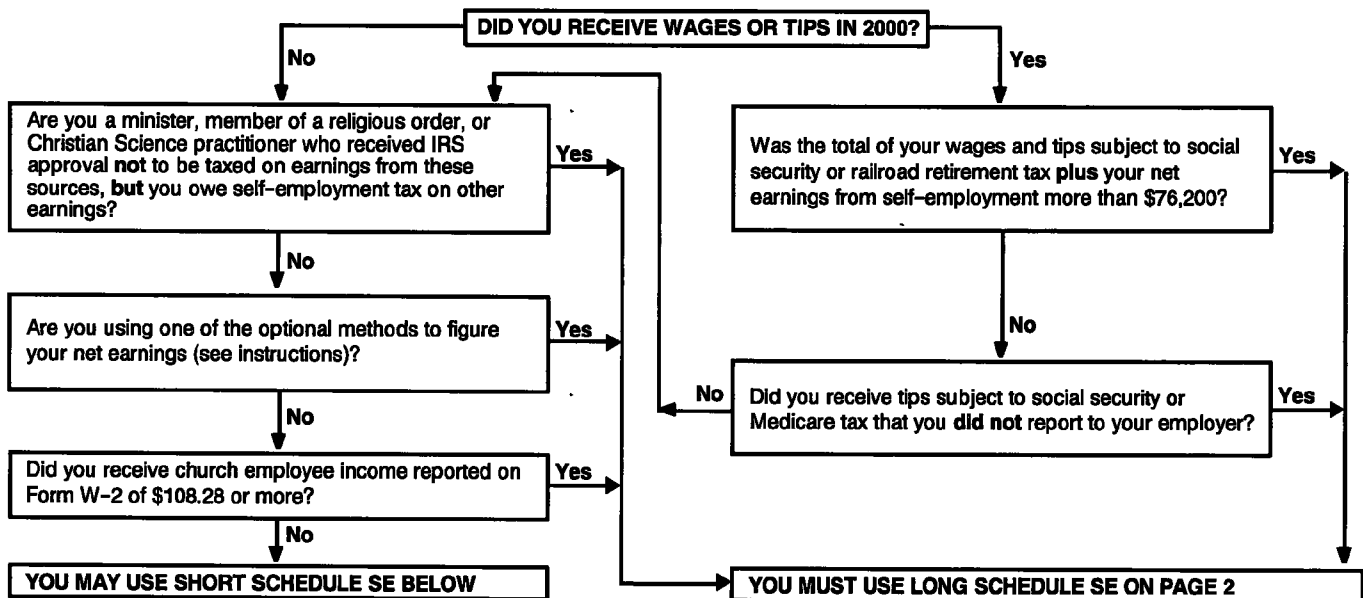 DID YOU RECEIVE WAGES OR TIPS IN 2000?
No
Yes
Are you a minister, member of a religious order, or
Christian Science practitioner who received IRS
approval not to be taxed on earnings from these
sources, but you owe self-employment tax on other
earnings?
Yes
Was the total of your wages and tips subject to social
security or railroad retirement tax plus your net
earnings from self-employment more than $76,200?
Yes
No
Are you using one of the optional methods to figure
your net earnings (see instructions)?
Yes
No
No
Did you receive tips subject to social security or
Medicare tax that you did not report to your employer?
Yes
No
Did you receive church employee income reported on
Form W-2 of $108.28 or more?
Yes
No
YOU MAY USE SHORT SCHEDULE SE BELOW
YOU MUST USE LONG SCHEDULE SE ON PAGE 2